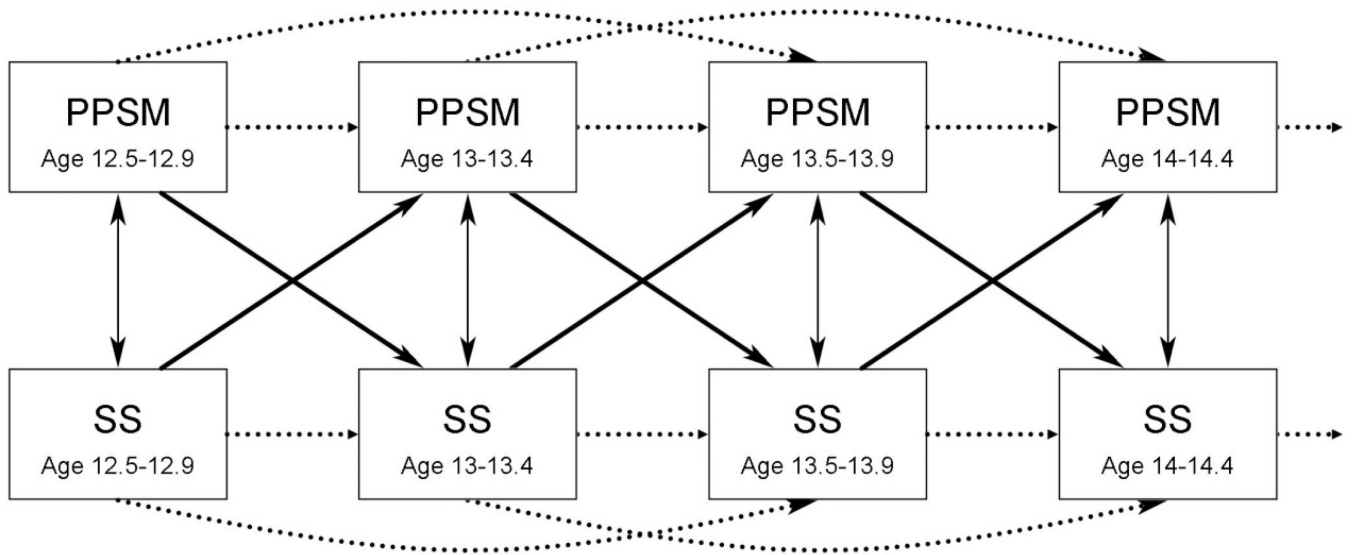 PPSM
Age 12.5-12.9
PPSM
Age 13-13.4
PPSM
Age 13.5-13.9
PPSM
Age 14-14.4
SS
Age 12.5-12.9
SS
Age 13-13.4
SS
Age 13.5-13.9
SS
Age 14-14.4